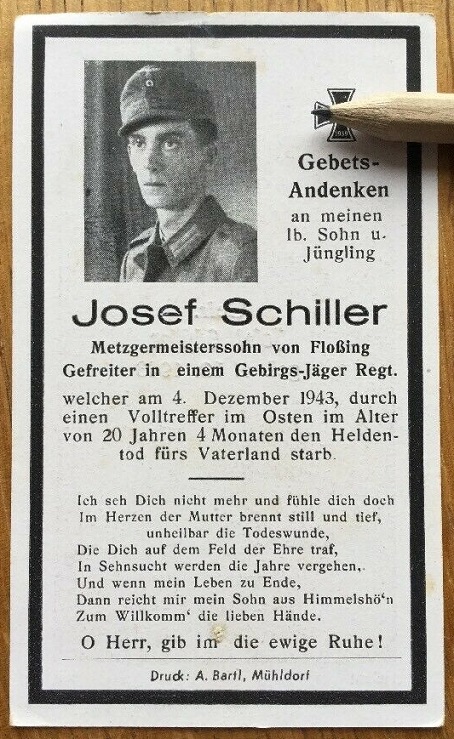 1939
Gebets-
Andenken
an meinen
lb. Sohn u.
Jüngling
Josef Schiller
Metzgermeisterssohn von Floßing
Gefreiter in einem Gebirgs-Jäger Regt.
welcher am 4. Dezember 1943, durch
einen Volltreffer im Osten im Alter
von 20 Jahren 4 Monaten den Helden-
tod fürs Vaterland starb.
Ich seh Dich nicht mehr und fühle dich doch
Im Herzen der Mutter brennt still und tief,
unheilbar die Todeswunde,
Die Dich auf dem Feld der Ehre traf,
In Sehnsucht werden die Jahre vergehen,
Und wenn mein Leben zu Ende,
Dann reicht mir mein Sohn aus Himmelshö'n
Zum Willkomm' die lieben Hände.
O Herr, gib im die ewige Ruhe!
Druck: A. Bartl, Mühldorf